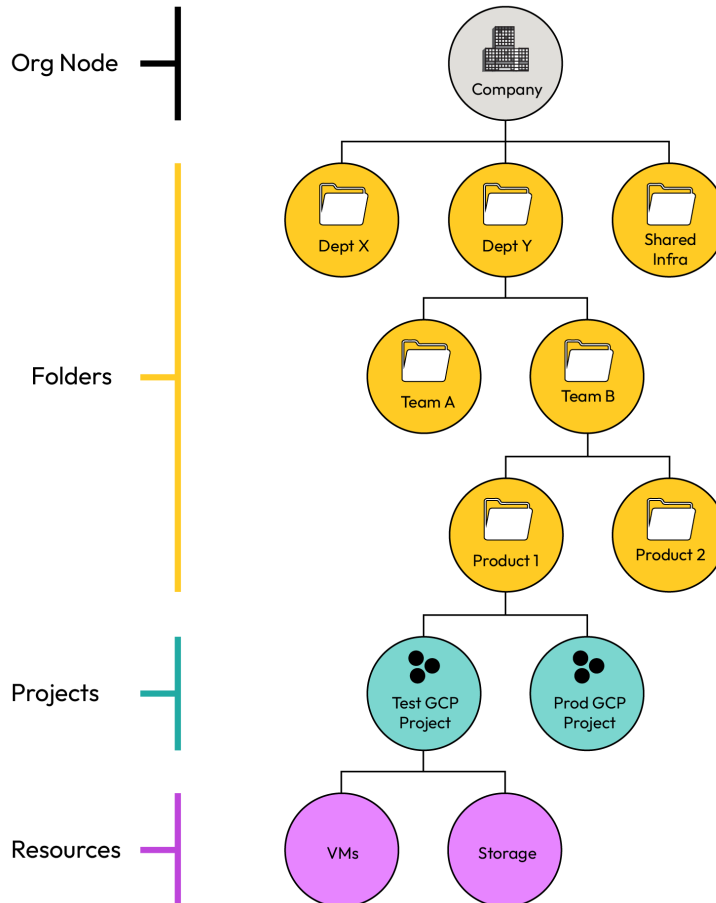 Org Node
Company
Dept X
Dept Y
Shared
Infra
Folders
Team A
Team B
Product 1
Product 2
Projects
Test GCP
Project
Prod GCP
Project
Resources
VMs
Storage